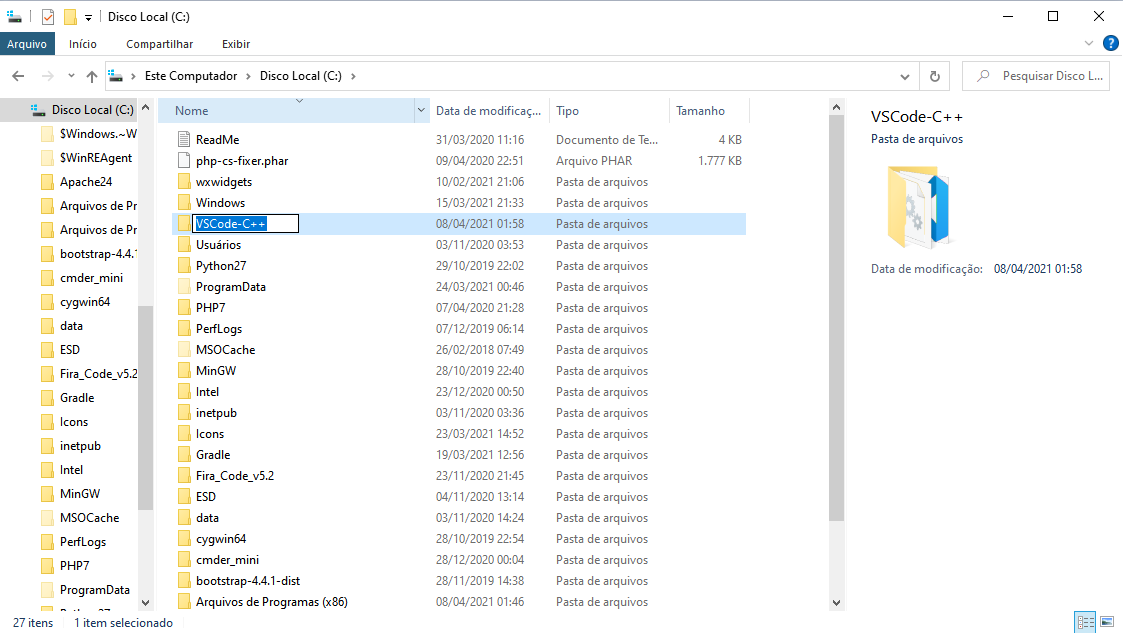 Disco Local (C:)
Arquivo Início Compartilhar Exibir ?
Este Computador > Disco Local (C:) > Pesquisar Disco L...
Disco Local (C:)
$Windows.~W
$WinREAgent
Apache24
Arquivos de Pr
Arquivos de Pr
bootstrap-4.4.1
cmder_mini
cygwin64
data
ESD
Fira_Code_v5.2
Gradle
Icons
inetpub
Intel
MinGW
MSOCache
PerfLogs
PHP7
ProgramData
Python27
Nome Data de modificaç... Tipo Tamanho
ReadMe 31/03/2020 11:16 Documento de Te... 4 KB
php-cs-fixer.phar 09/04/2020 22:51 Arquivo PHAR 1.777 KB
wxwidgets 10/02/2021 21:06 Pasta de arquivos
Windows 15/03/2021 21:33 Pasta de arquivos
VSCode-C++ 08/04/2021 01:58 Pasta de arquivos
Usuários 03/11/2020 03:53 Pasta de arquivos
Python27 29/10/2019 22:02 Pasta de arquivos
ProgramData 24/03/2021 00:46 Pasta de arquivos
PHP7 07/04/2020 21:28 Pasta de arquivos
PerfLogs 07/12/2019 06:14 Pasta de arquivos
MSOCache 26/02/2018 07:49 Pasta de arquivos
MinGW 28/10/2019 22:40 Pasta de arquivos
Intel 23/12/2020 00:50 Pasta de arquivos
inetpub 03/11/2020 03:36 Pasta de arquivos
Icons 23/03/2021 14:52 Pasta de arquivos
Gradle 19/03/2021 12:56 Pasta de arquivos
Fira_Code_v5.2 23/11/2020 21:45 Pasta de arquivos
ESD 04/11/2020 13:14 Pasta de arquivos
data 03/11/2020 14:24 Pasta de arquivos
cygwin64 28/10/2019 22:54 Pasta de arquivos
cmder_mini 28/12/2020 00:04 Pasta de arquivos
bootstrap-4.4.1-dist 28/11/2019 14:38 Pasta de arquivos
Arquivos de Programas (x86) 08/04/2021 01:46 Pasta de arquivos
VSCode-C++
Pasta de arquivos
Data de modificação: 08/04/2021 01:58
27 itens 1 item selecionado